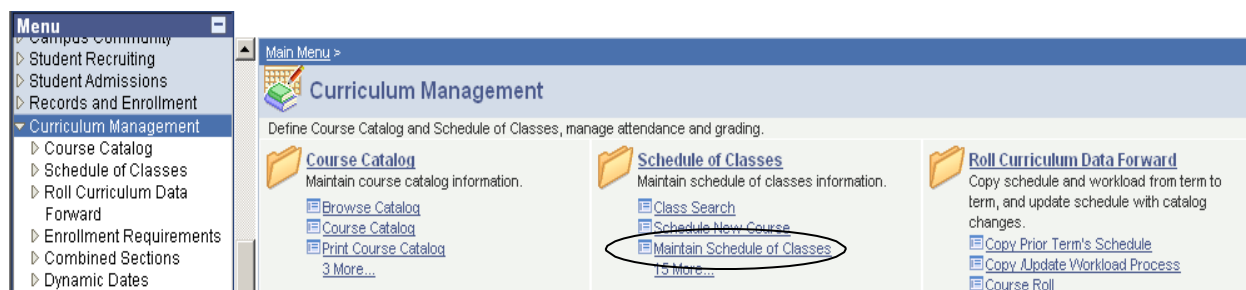 Menu
Campus Community
Student Recruiting
Student Admissions
Records and Enrollment
Curriculum Management
Course Catalog
Schedule of Classes
Roll Curriculum Data
Forward
Enrollment Requirements
Combined Sections
Dynamic Dates
Main Menu >
Curriculum Management
Define Course Catalog and Schedule of Classes, manage attendance and grading.
Course Catalog
Maintain course catalog information.
Browse Catalog
Course Catalog
Print Course Catalog
3 More...
Schedule of Classes
Maintain schedule of classes information.
Class Search
Schedule New Course
Maintain Schedule of Classes
15 More...
Roll Curriculum Data Forward
Copy schedule and workload from term to
term, and update schedule with catalog
changes.
Copy Prior Term's Schedule
Copy /Update Workload Process
Course Roll